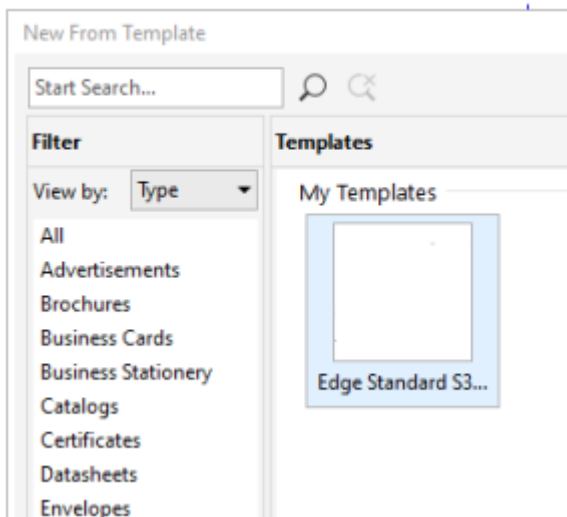 New From Template
Start Search...
Filter
View by: Type
All
Advertisements
Brochures
Business Cards
Business Stationery
Catalogs
Certificates
Datasheets
Envelopes
Templates
My Templates
Edge Standard S3...